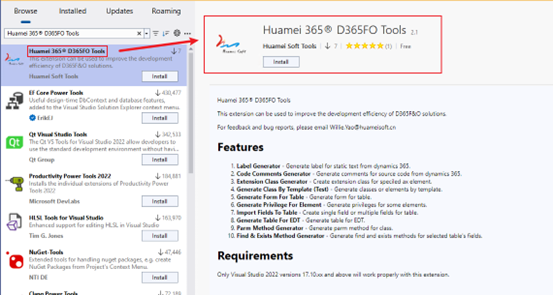 Browse Installed Updates Roaming
Huamei 365® D365FO Tools
Huamei 365® D365FO Tools 7
This extension can be used to improve the development
efficiency of D365F&O solutions.
Huamei Soft Tools Install
EF Core Power Tools 430,477
Useful design-time DbContext and database features,
added to the Visual Studio Solution Explorer context menu.
ErikEJ Install
Qt Visual Studio Tools 342,533
The Qt VS Tools for Visual Studio 2022 allow developers to
use the standard development environment without havi...
Qt Group Install
Productivity Power Tools 2022 184,881
Installs the individual extensions of Productivity Power
Tools 2022
Microsoft DevLabs Install
HLSL Tools for Visual Studio 163,970
Enhanced support for editing HLSL in Visual Studio
Tim G. Jones Install
NuGet-Tools 47,446
Extended tools for handling nuget packages, e.g. create
NuGet Packages from Project's Context Menu.
NTI DE Install
Huamei 365® D365FO Tools 2.1
Huamei Soft Tools 7 (1) Free
Install
Huamei 365® D365FO Tools
This extension can be used to improve the development efficiency of D365F&O solutions.
For feedback and bug reports, please email Willie.Yao@huameisoft.cn
Features
1. Label Generator - Generate label for static text from dynamics 365.
2. Code Comments Generator - Generate comments for source code from dynamics 365.
3. Extension Class Generator - Create extension class for specified an element.
4. Generate Class By Template (Text) - Generate classes or elements by template.
5. Generate Form For Table - Generate form for table.
6. Generate Privilege For Element - Generate privileges for some elements.
7. Import Fields To Table - Create single field or multiple fields for table.
8. Generate Table For EDT - Generate table for EDT.
9. Parm Method Generator - Generate parm method for class.
10. Find & Exists Method Generator - Generate find and exists methods for selected table's fields.
Requirements
Only Visual Studio 2022 versions 17.10.xx and above will work properly with this extension.